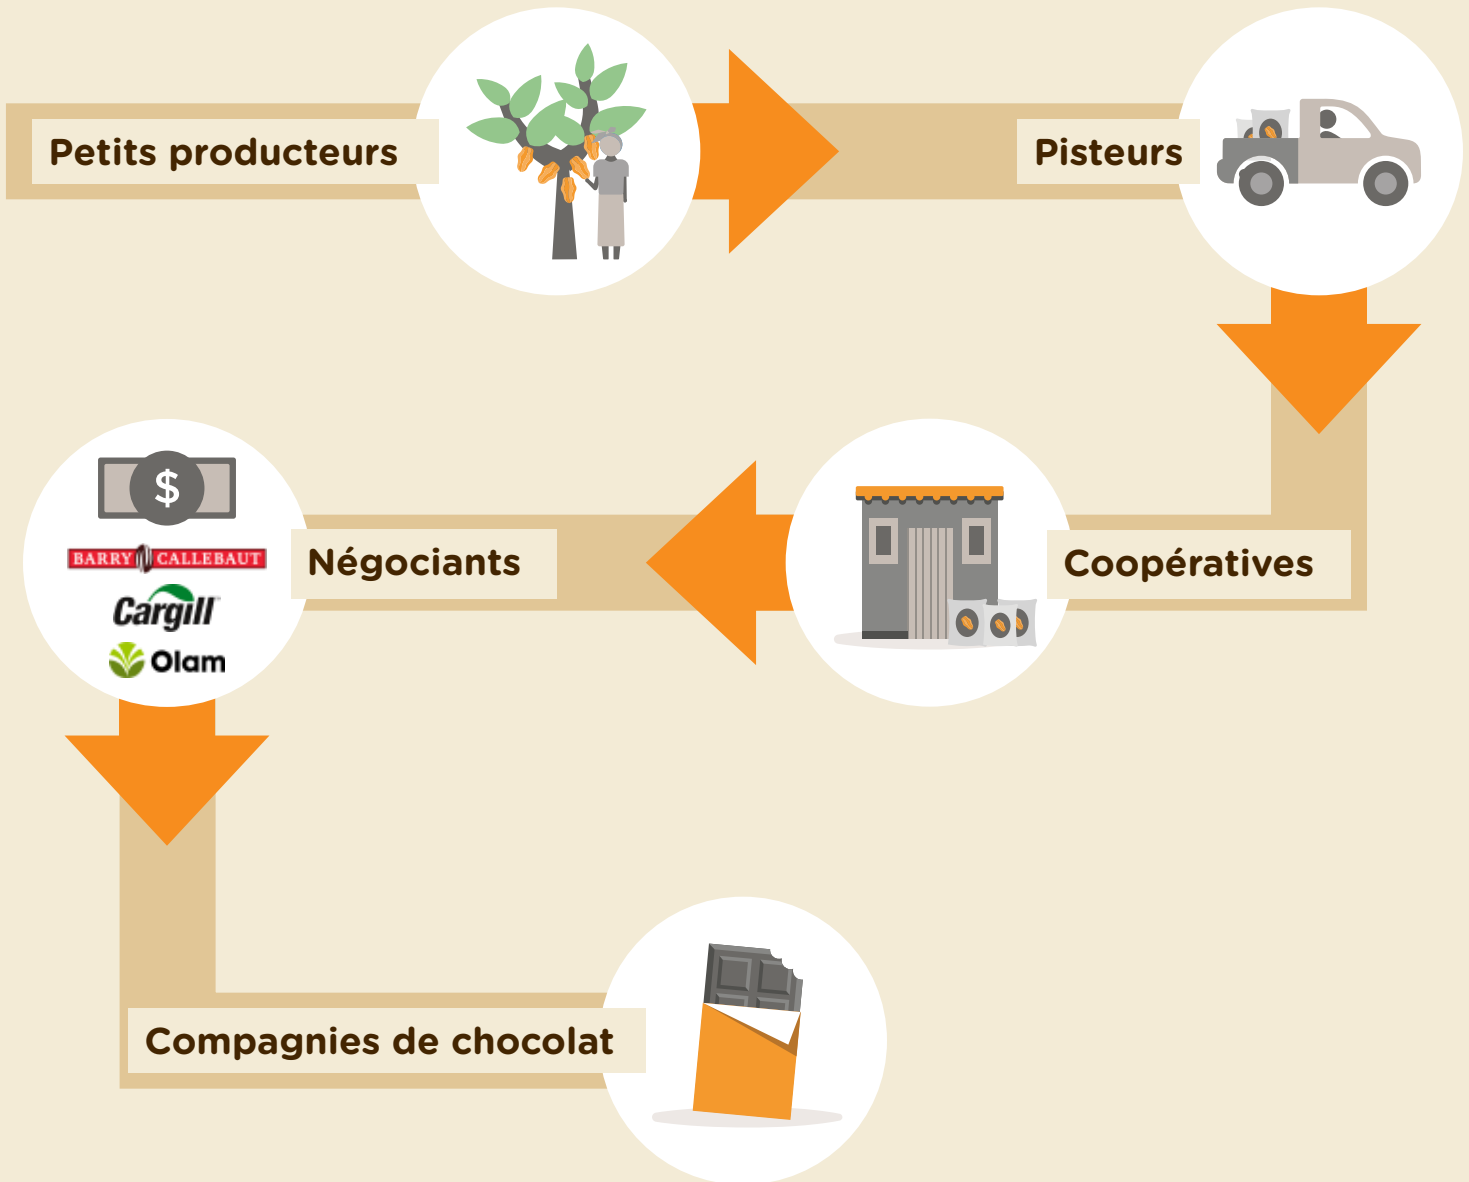 Petits producteurs
Pisteurs
$
BARRY CALLEBAUT
Cargill
Olam
Négociants
Coopératives
Compagnies de chocolat